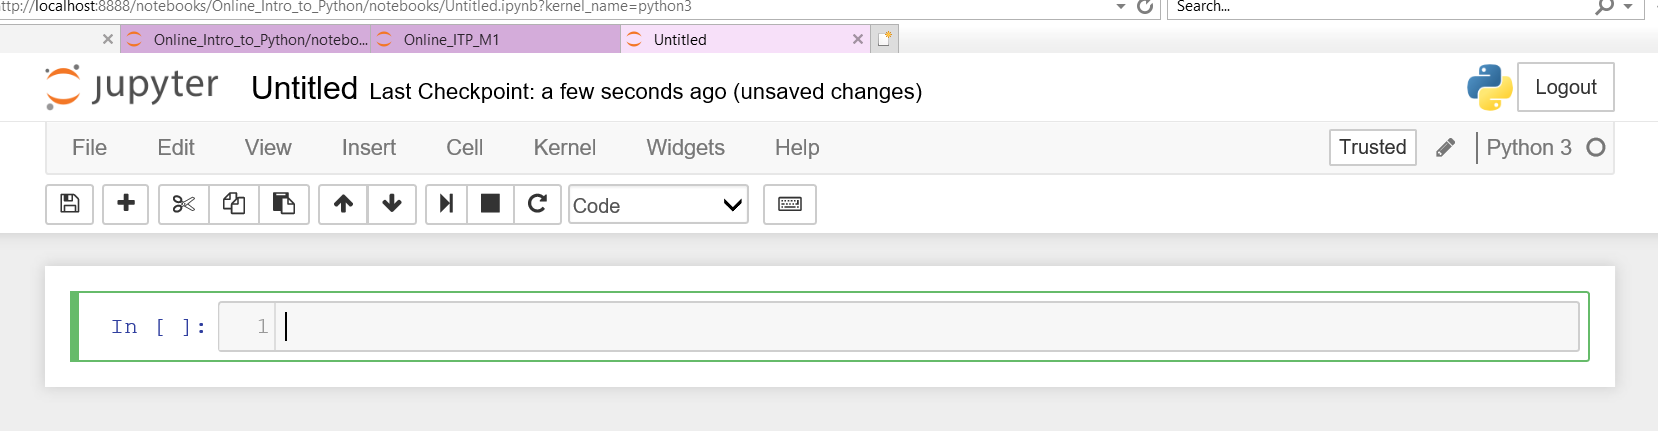 ttp://localhost:8888/notebooks/Online_Intro_to_Python/notebooks/Untitled.ipynb?kernel_name=python3 Search...
Online_Intro_to_Python/notebo... Online_ITP_M1 Untitled
jupyter Untitled Last Checkpoint: a few seconds ago (unsaved changes) Logout
File Edit View Insert Cell Kernel Widgets Help Trusted Python 3
Code
In [ ]: 1